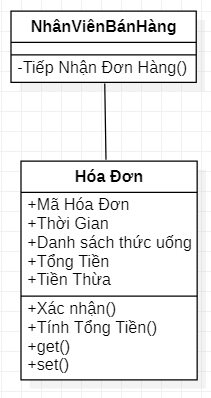 NhânViênBánHàng
-Tiếp Nhận Đơn Hàng()
Hóa Đơn
+Mã Hóa Đơn
+Thời Gian
+Danh sách thức uống
+Tổng Tiền
+Tiền Thừa
+Xác nhận()
+Tính Tổng Tiền()
+get()
+set()